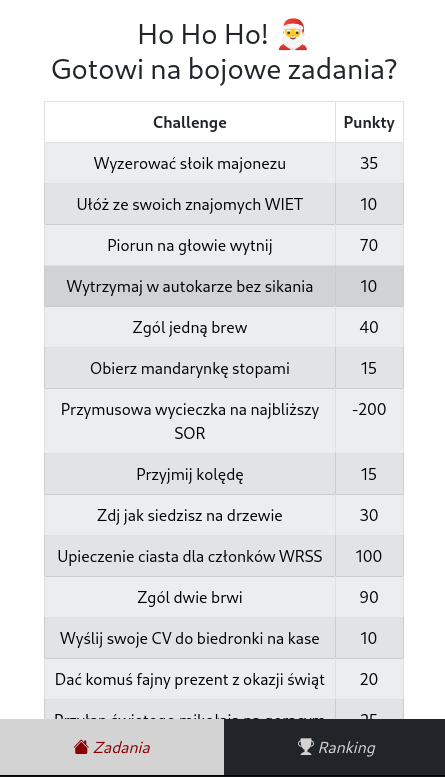 Ho Ho Ho! 🎅
Gotowi na bojowe zadania?
Challenge Punkty
Wyzerować słoik majonezu 35
Ułóż ze swoich znajomych WIET 10
Piorun na głowie wytnij 70
Wytrzymaj w autokarze bez sikania 10
Zgól jedną brew 40
Obierz mandarynkę stopami 15
Przymusowa wycieczka na najbliższy -200
SOR
Przyjmij kolędę 15
Zdj jak siedzisz na drzewie 30
Upieczenie ciasta dla członków WRSS 100
Zgól dwie brwi 90
Wyślij swoje CV do biedronki na kase 10
Dać komuś fajny prezent z okazji świąt 20
Zadania Ranking